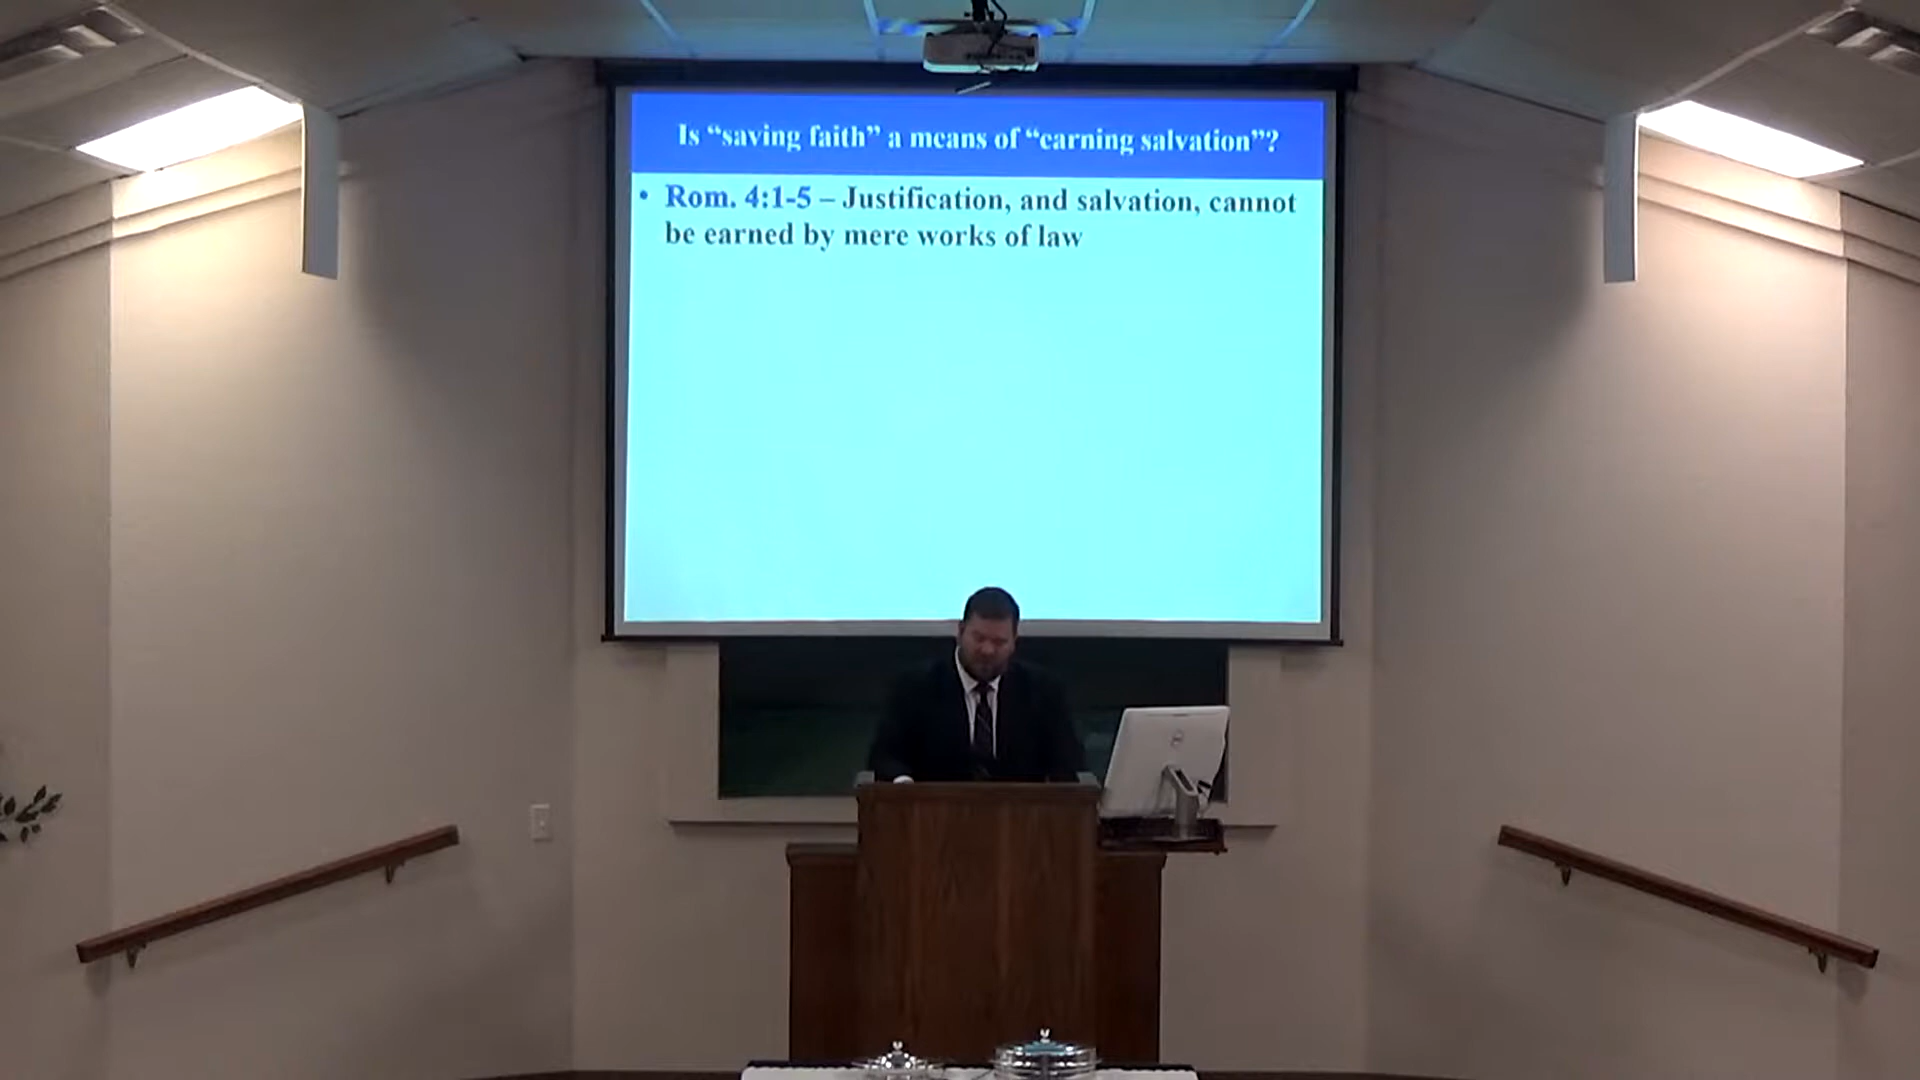 Is “saving faith” a means of “earning salvation”?
• Rom. 4:1-5 – Justification, and salvation, cannot
be earned by mere works of law